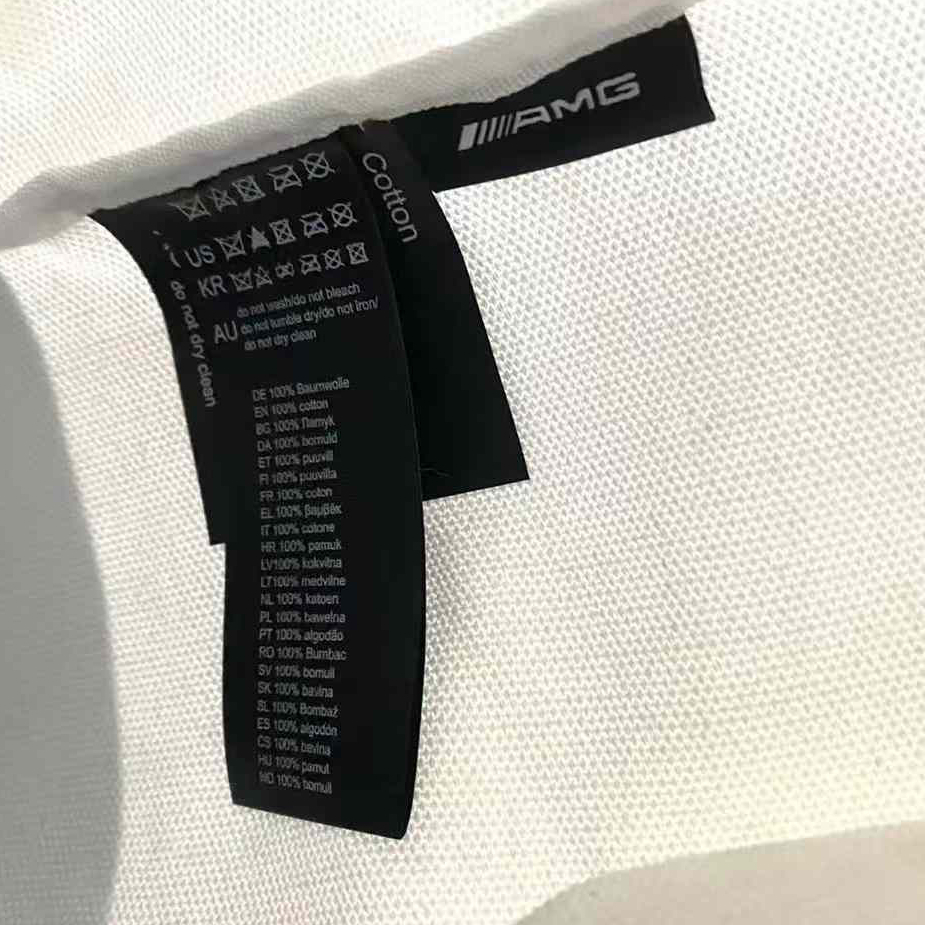 AMG
Cotton
US
KR
do not wash/do not bleach
AU do not tumble dry/do not iron/
do not dry clean
do not dry clean
DE 100% Baumwolle
EN 100% cotton
BG 100% Памук
DA 100% bomuld
ET 100% puuvill
FI 100% puuvilla
FR 100% coton
EL 100% βαμβάκ
IT 100% cotone
HR 100% pamuk
LV100% kokvilna
LT100% medvilne
NL 100% katoen
PL 100% bawełna
PT 100% algodão
RO 100% Bumbac
SV 100% bomull
SK 100% bavlna
SL 100% Bombaž
ES 100% algodón
CS 100% bavlna
HU 100% pamut
NO 100% bomull